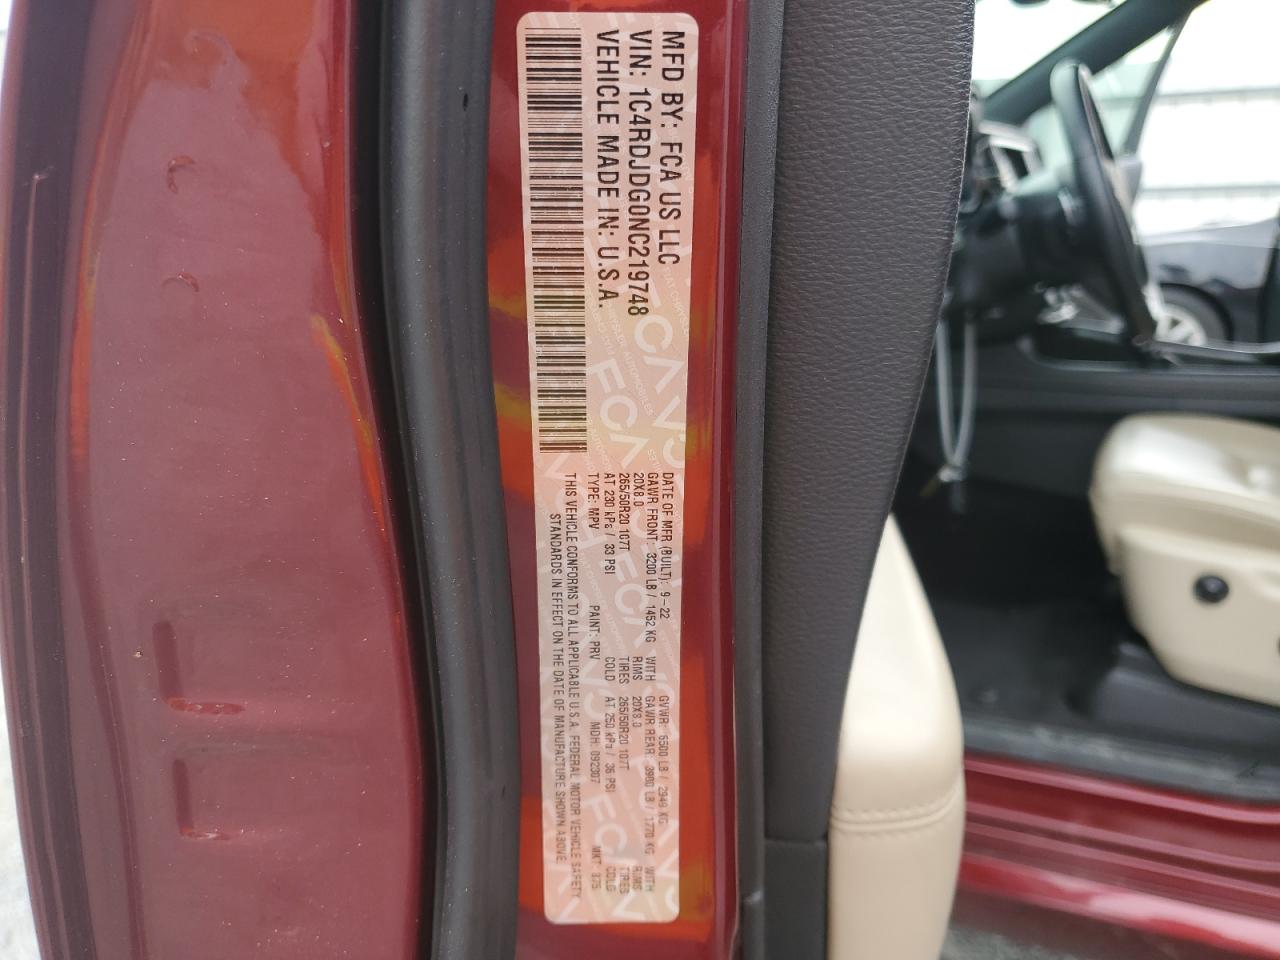 MFD BY: FCA US LLC
VIN: 1C4RDJDG0NC219748
VEHICLE MADE IN: U.S.A.
DATE OF MFR (BUILT): 9-22 GVWR: 6500 LB / 2949 KG
GAWR FRONT: 3200 LB / 1452 KG WITH GAWR REAR 3900 LB / 1770 KG WITH
20X8.0 RIMS 20X8.0 RIMS
265/50R20 107T TIRES 265/50R20 107T TIRES
AT 230 kPa / 33 PSI COLD AT 250 kPa / 36 PSI COLD
TYPE: MPV PAINT: PRV MDH: 092307 MKT: 375
THIS VEHICLE CONFORMS TO ALL APPLICABLE U.S.A. FEDERAL MOTOR VEHICLE SAFETY
STANDARDS IN EFFECT ON THE DATE OF MANUFACTURE SHOWN ABOVE.